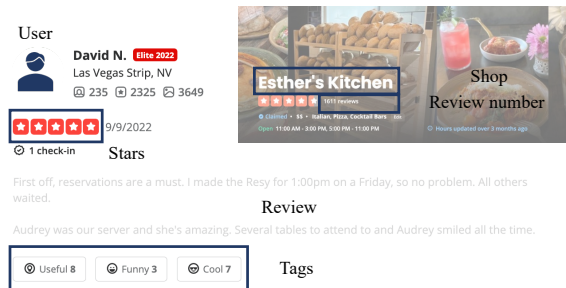 User
David N. Elite 2022
Las Vegas Strip, NV
235 2325 3649
9/9/2022
1 check-in
Stars
Esther's Kitchen
1611 reviews
Claimed • $$ • Italian, Pizza, Cocktail Bars Edit
Open 11:00 AM - 3:00 PM, 5:00 PM - 11:00 PM
Hours updated over 3 months ago
Shop
Review number
First off, reservations are a must. I made the Resy for 1:00pm on a Friday, so no problem. All others
waited.
Review
Audrey was our server and she's amazing. Several tables to attend to and Audrey smiled all the time.
Useful 8
Funny 3
Cool 7
Tags